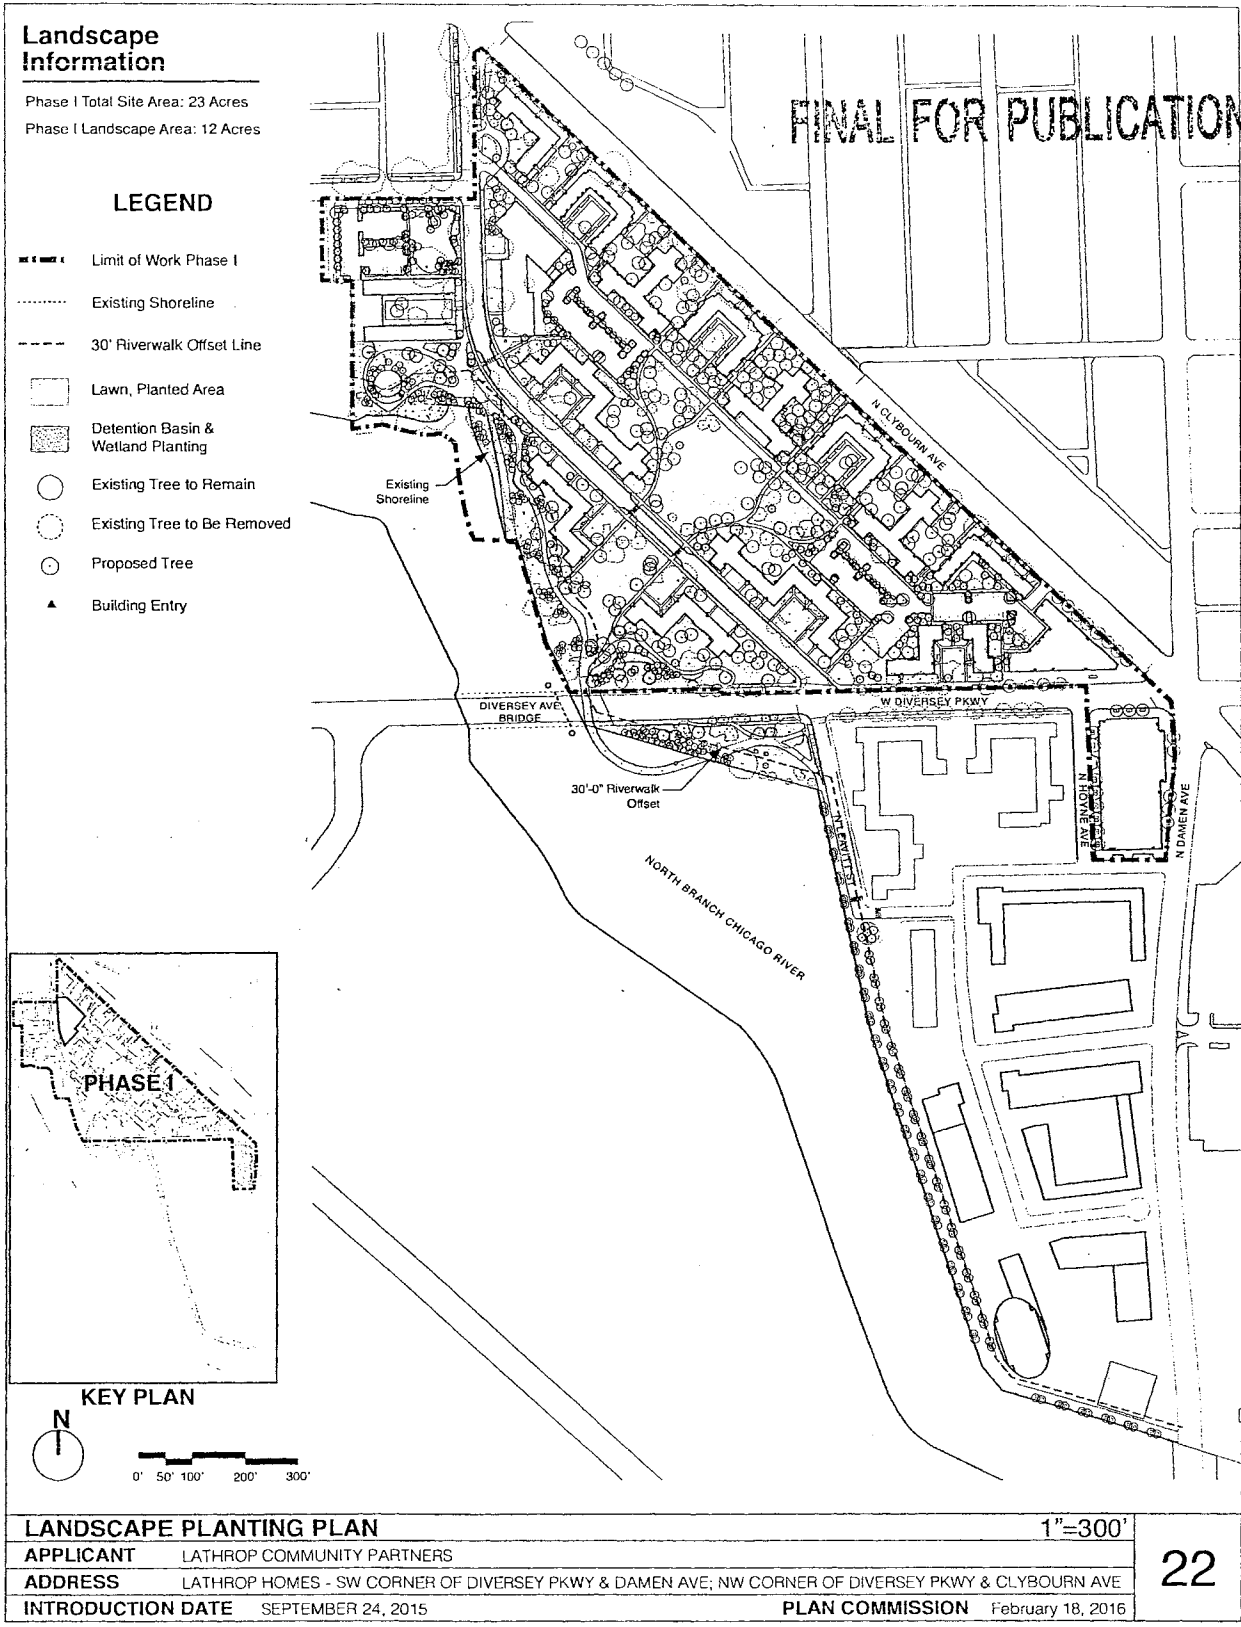 Landscape
Information
Phase I Total Site Area: 23 Acres
Phase I Landscape Area: 12 Acres
FINAL FOR PUBLICATION
LEGEND
Limit of Work Phase I
Existing Shoreline
30' Riverwalk Offset Line
Lawn, Planted Area
Detention Basin &
Wetland Planting
Existing Tree to Remain
Existing Tree to Be Removed
Proposed Tree
Building Entry
N CLYBOURN AVE
Existing
Shoreline
DIVERSEY AVE
BRIDGE
W DIVERSEY PKWY
30'-0" Riverwalk
Offset
N LEAVITT ST
N HOYNE AVE
N DAMEN AVE
NORTH BRANCH CHICAGO RIVER
PHASE I
KEY PLAN
N
0' 50' 100' 200' 300'
LANDSCAPE PLANTING PLAN 1"=300'
APPLICANT LATHROP COMMUNITY PARTNERS
ADDRESS LATHROP HOMES - SW CORNER OF DIVERSEY PKWY & DAMEN AVE; NW CORNER OF DIVERSEY PKWY & CLYBOURN AVE
INTRODUCTION DATE SEPTEMBER 24, 2015 PLAN COMMISSION February 18, 2016
22